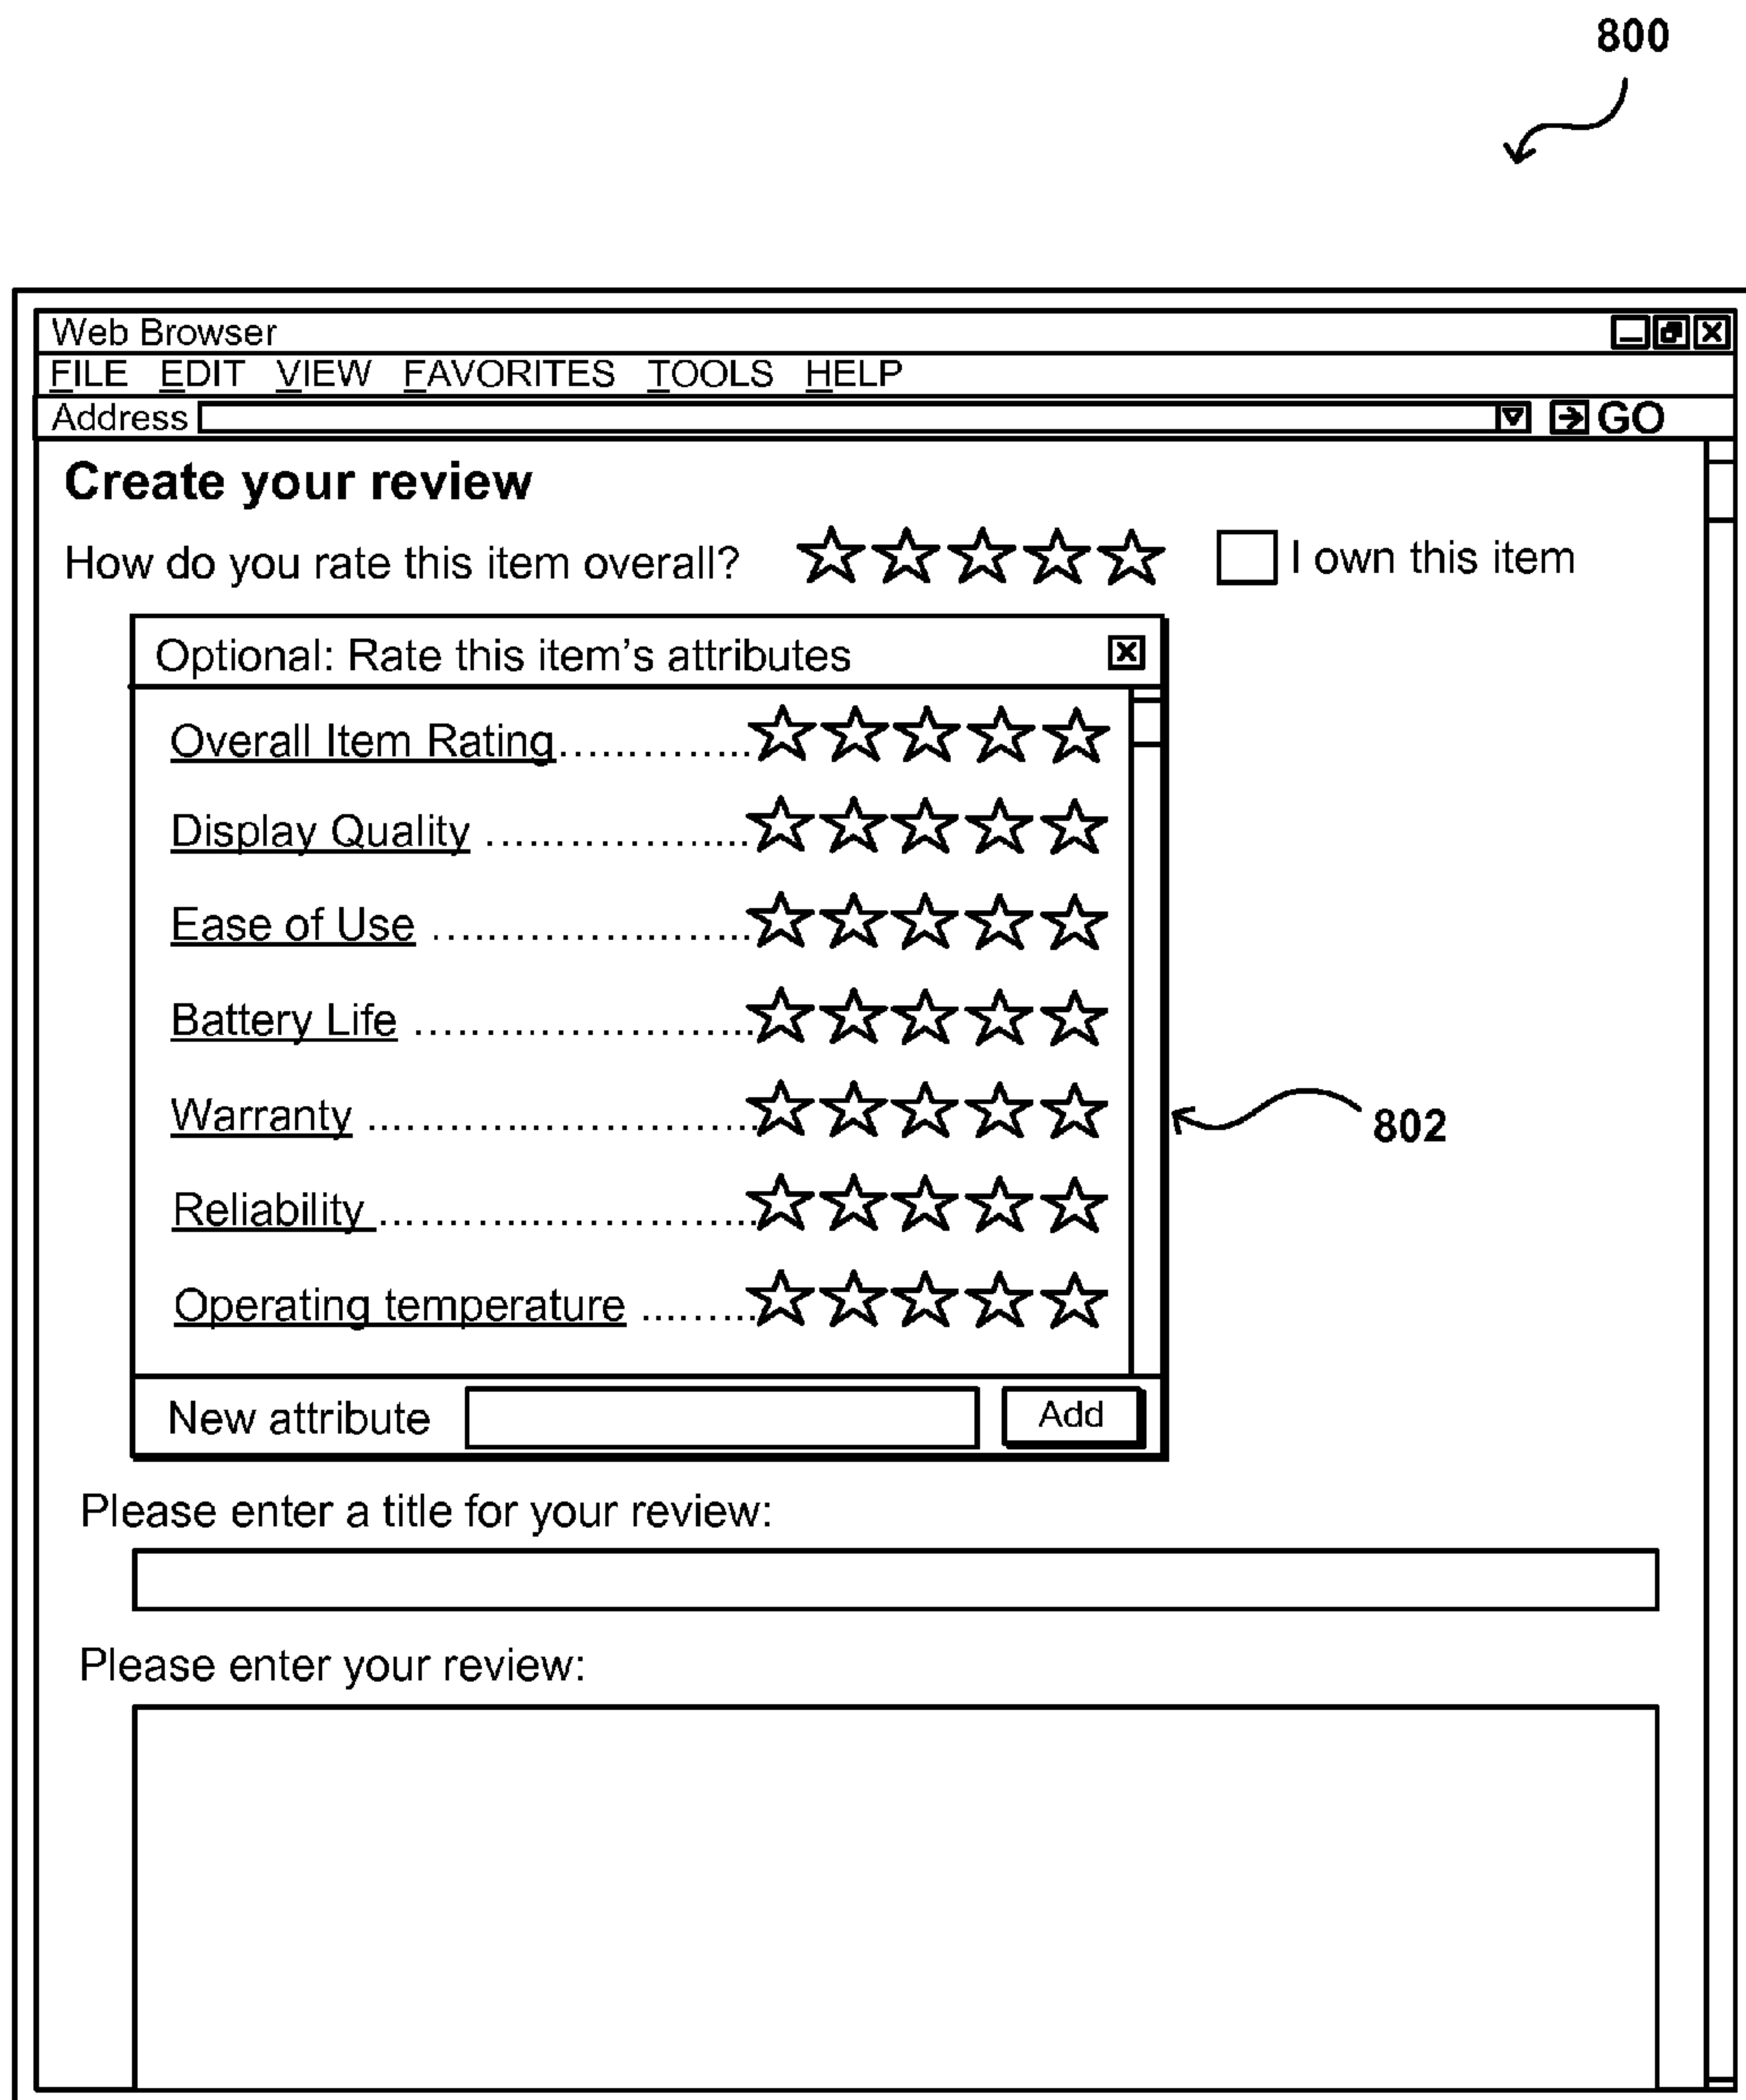 800
Web Browser
FILE EDIT VIEW FAVORITES TOOLS HELP
Address GO
Create your review
How do you rate this item overall? I own this item
Optional: Rate this item's attributes
Overall Item Rating..............
Display Quality ...................
Ease of Use .......................
Battery Life ........................
Warranty ............................
Reliability ...........................
Operating temperature .........
802
New attribute Add
Please enter a title for your review:
Please enter your review: